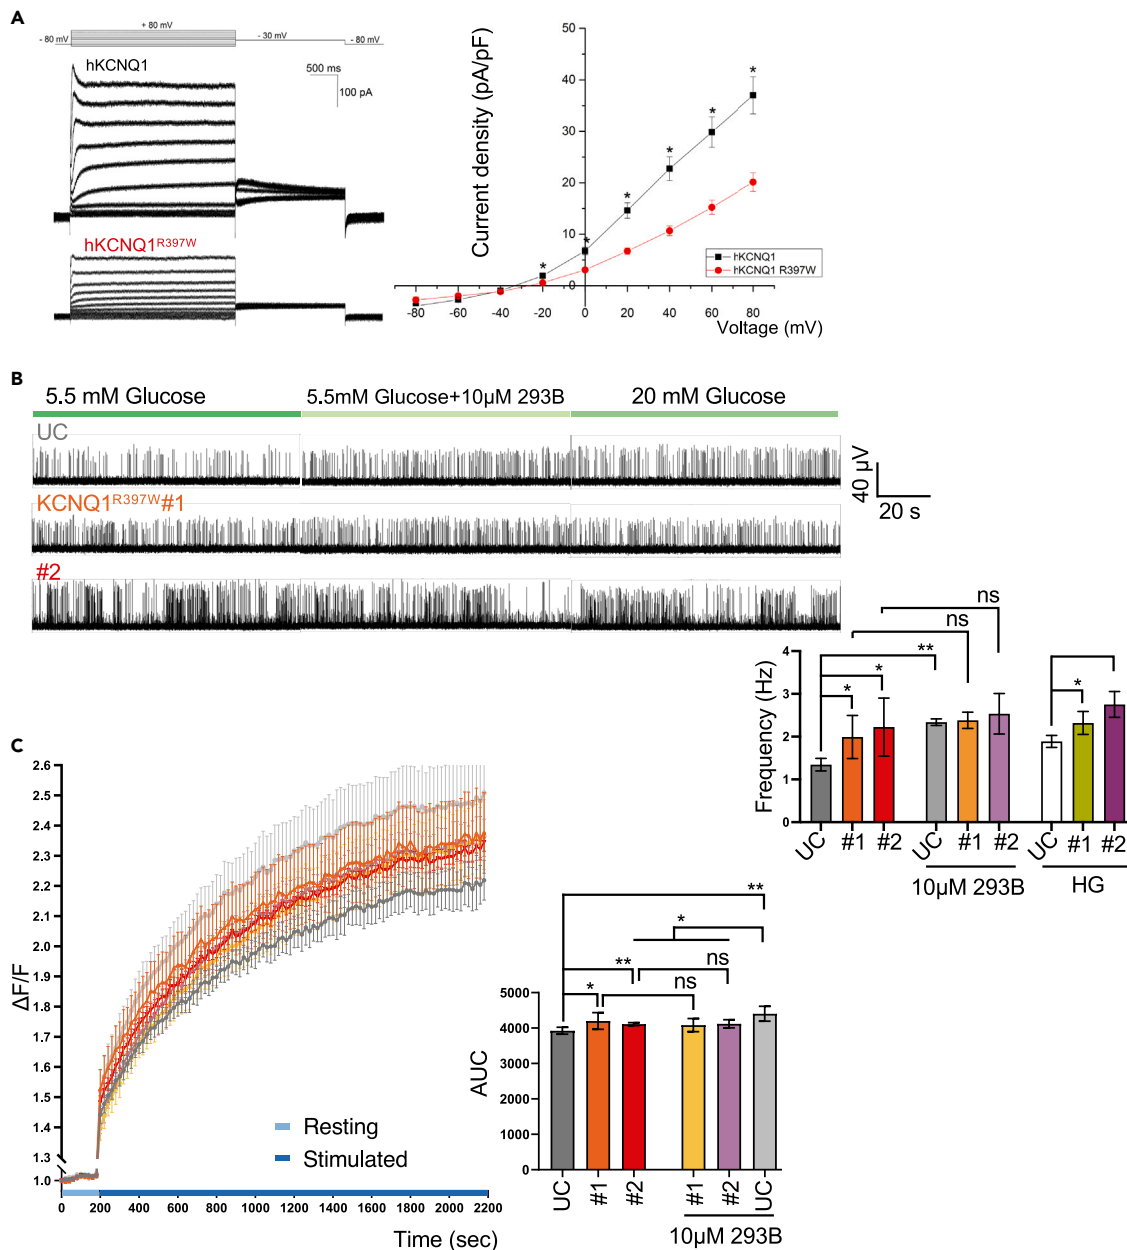 A
+ 80 mV
- 80 mV
- 30 mV
- 80 mV
hKCNQ1
500 ms
100 pA
hKCNQ1R397W
Current density (pA/pF)
50
40
30
20
10
0
* * * * * *
-80 -60 -40 -20 0 20 40 60 80
Voltage (mV)
hKCNQ1
hKCNQ1 R397W
B
5.5 mM Glucose
5.5mM Glucose+10µM 293B
20 mM Glucose
UC
KCNQ1R397W#1
#2
40 µV
20 s
Frequency (Hz)
4
3
2
1
0
* * ** ns ns *
UC #1 #2 UC #1 #2 UC #1 #2
10µM 293B
HG
C
ΔF/F
2.6
2.5
2.4
2.3
2.2
2.1
2.0
1.9
1.8
1.7
1.6
1.5
1.4
1.3
1.0
Resting
Stimulated
0 200 400 600 800 1000 1200 1400 1600 1800 2000 2200
Time (sec)
AUC
5000
4000
3000
2000
1000
0
**
*
** ns
* ns
UC #1 #2 #1 #2 UC
10µM 293B